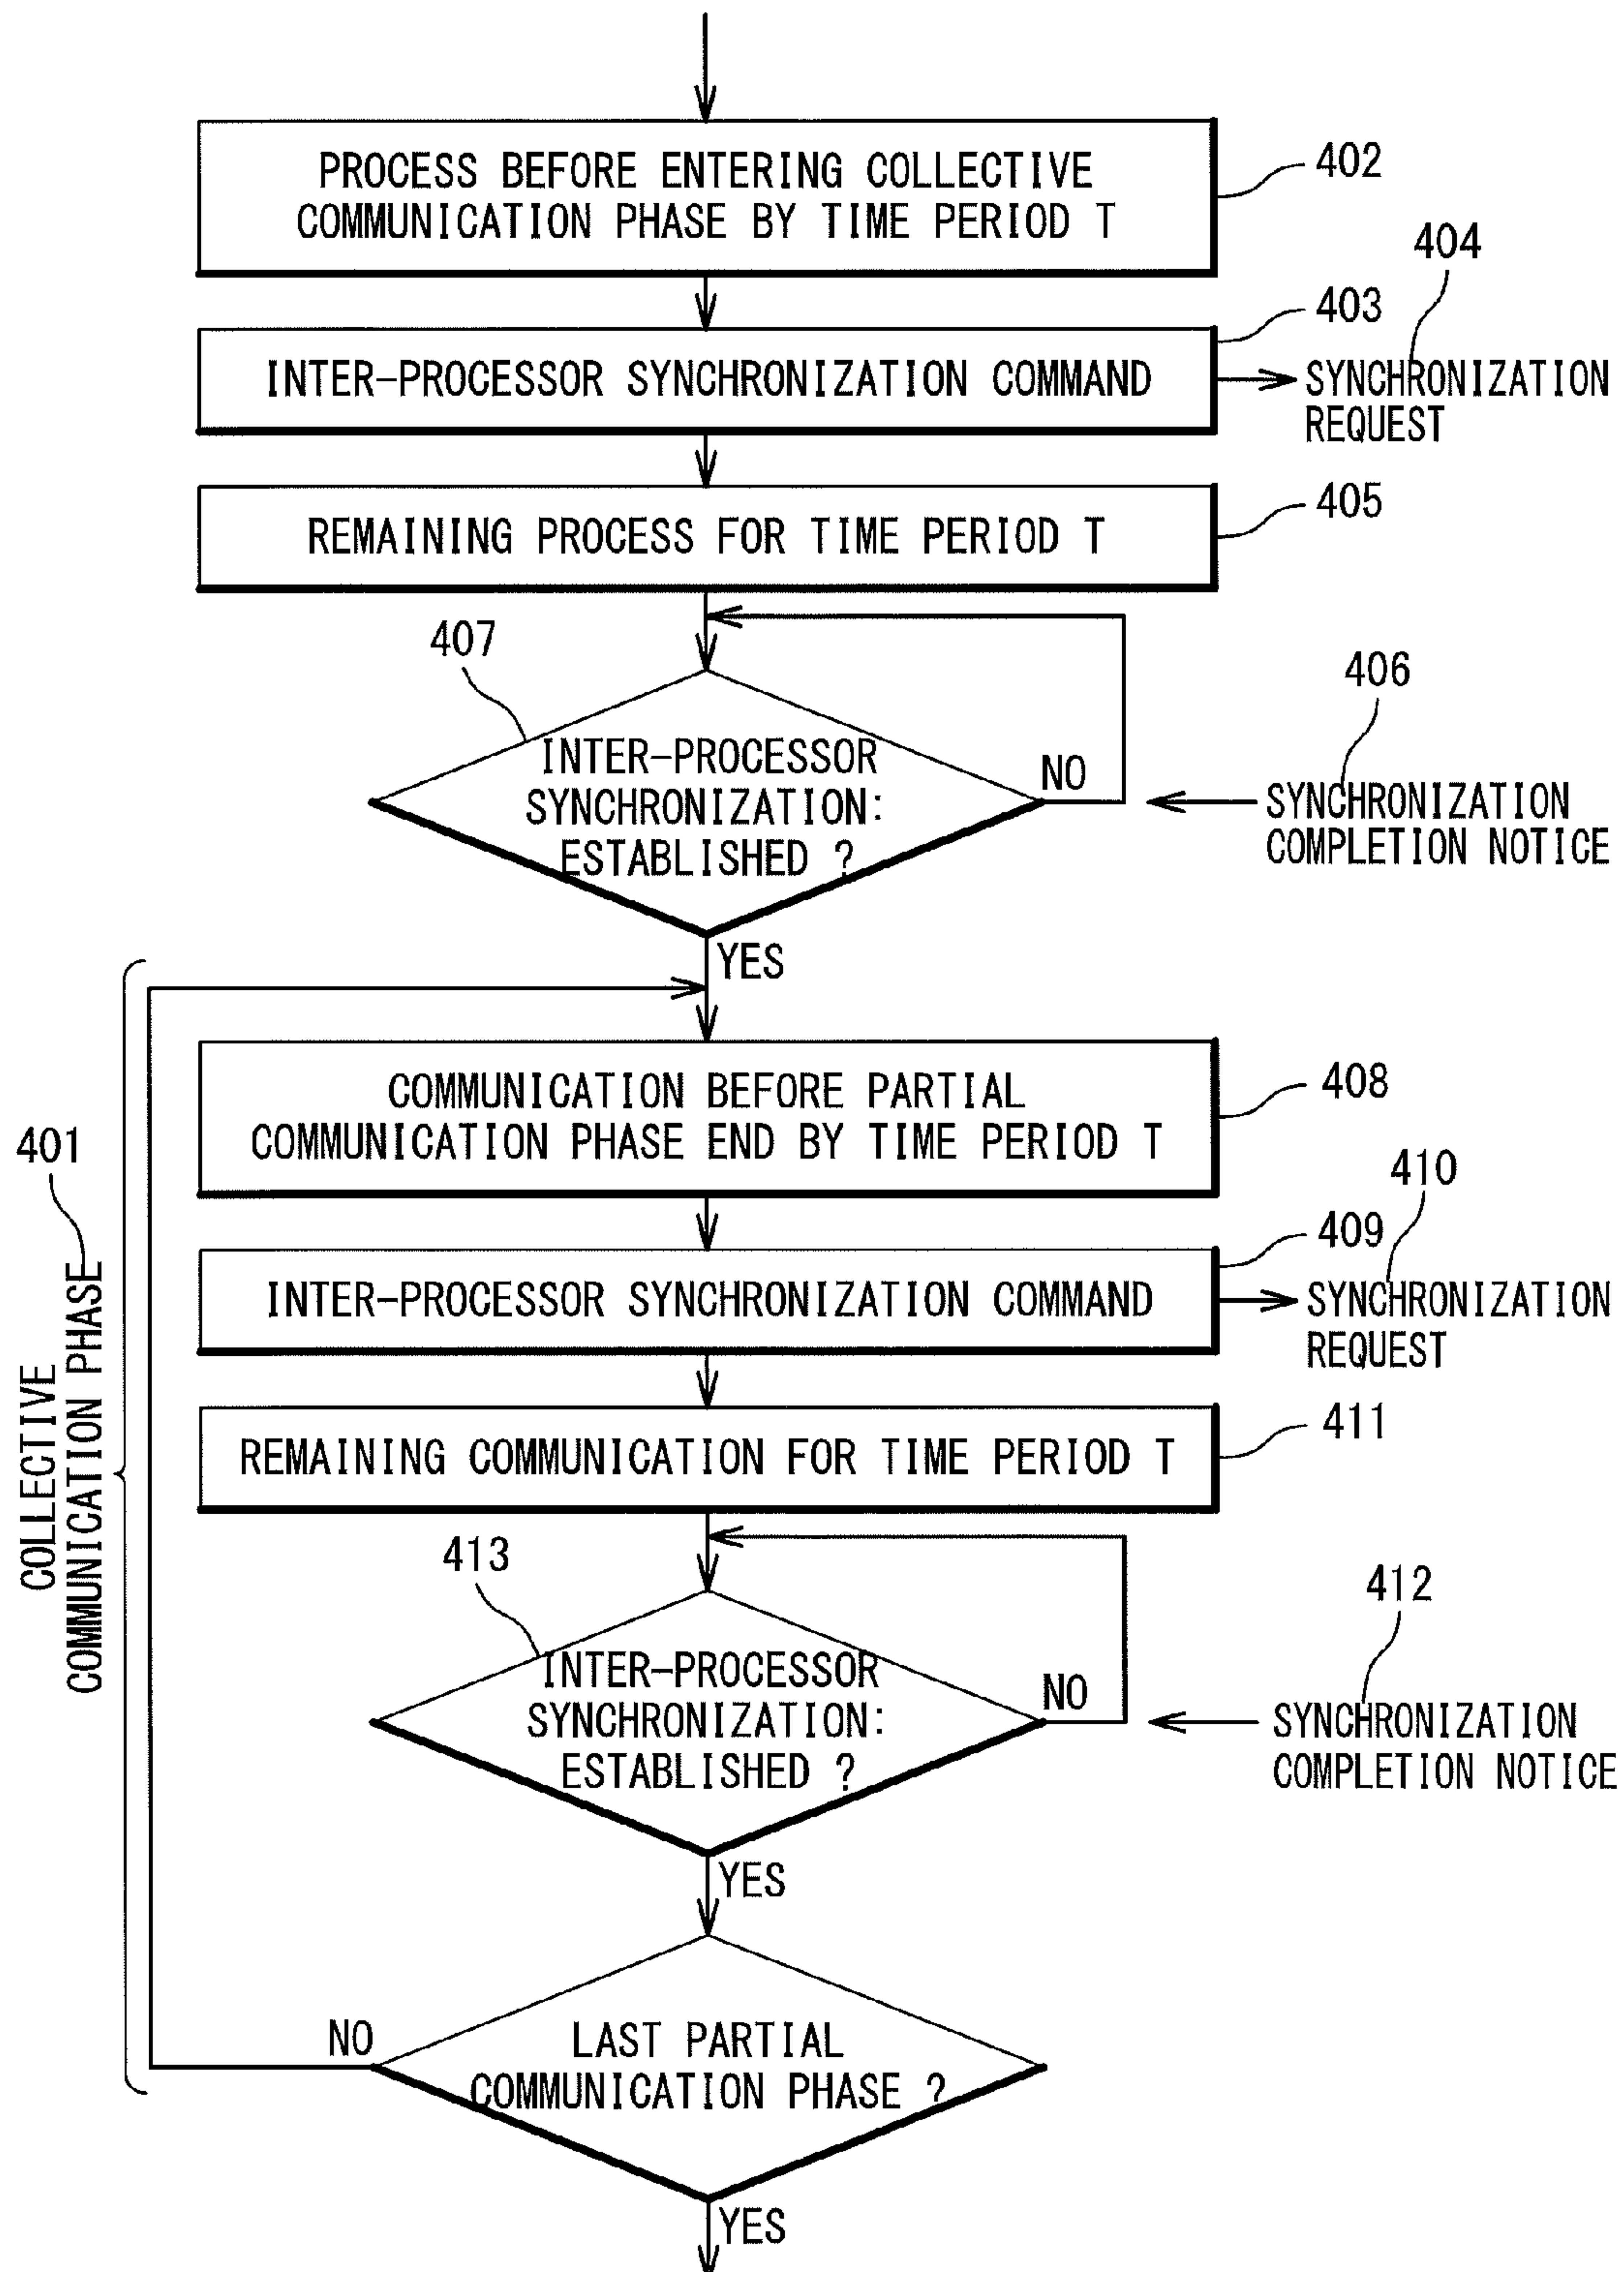 PROCESS BEFORE ENTERING COLLECTIVE
COMMUNICATION PHASE BY TIME PERIOD T
402
404
INTER-PROCESSOR SYNCHRONIZATION COMMAND
403
SYNCHRONIZATION
REQUEST
REMAINING PROCESS FOR TIME PERIOD T
405
407
406
INTER-PROCESSOR
SYNCHRONIZATION:
ESTABLISHED ?
NO
SYNCHRONIZATION
COMPLETION NOTICE
YES
401
COLLECTIVE
COMMUNICATION PHASE
COMMUNICATION BEFORE PARTIAL
COMMUNICATION PHASE END BY TIME PERIOD T
408
410
INTER-PROCESSOR SYNCHRONIZATION COMMAND
409
SYNCHRONIZATION
REQUEST
REMAINING COMMUNICATION FOR TIME PERIOD T
411
413
412
INTER-PROCESSOR
SYNCHRONIZATION:
ESTABLISHED ?
NO
SYNCHRONIZATION
COMPLETION NOTICE
YES
NO
LAST PARTIAL
COMMUNICATION PHASE ?
YES